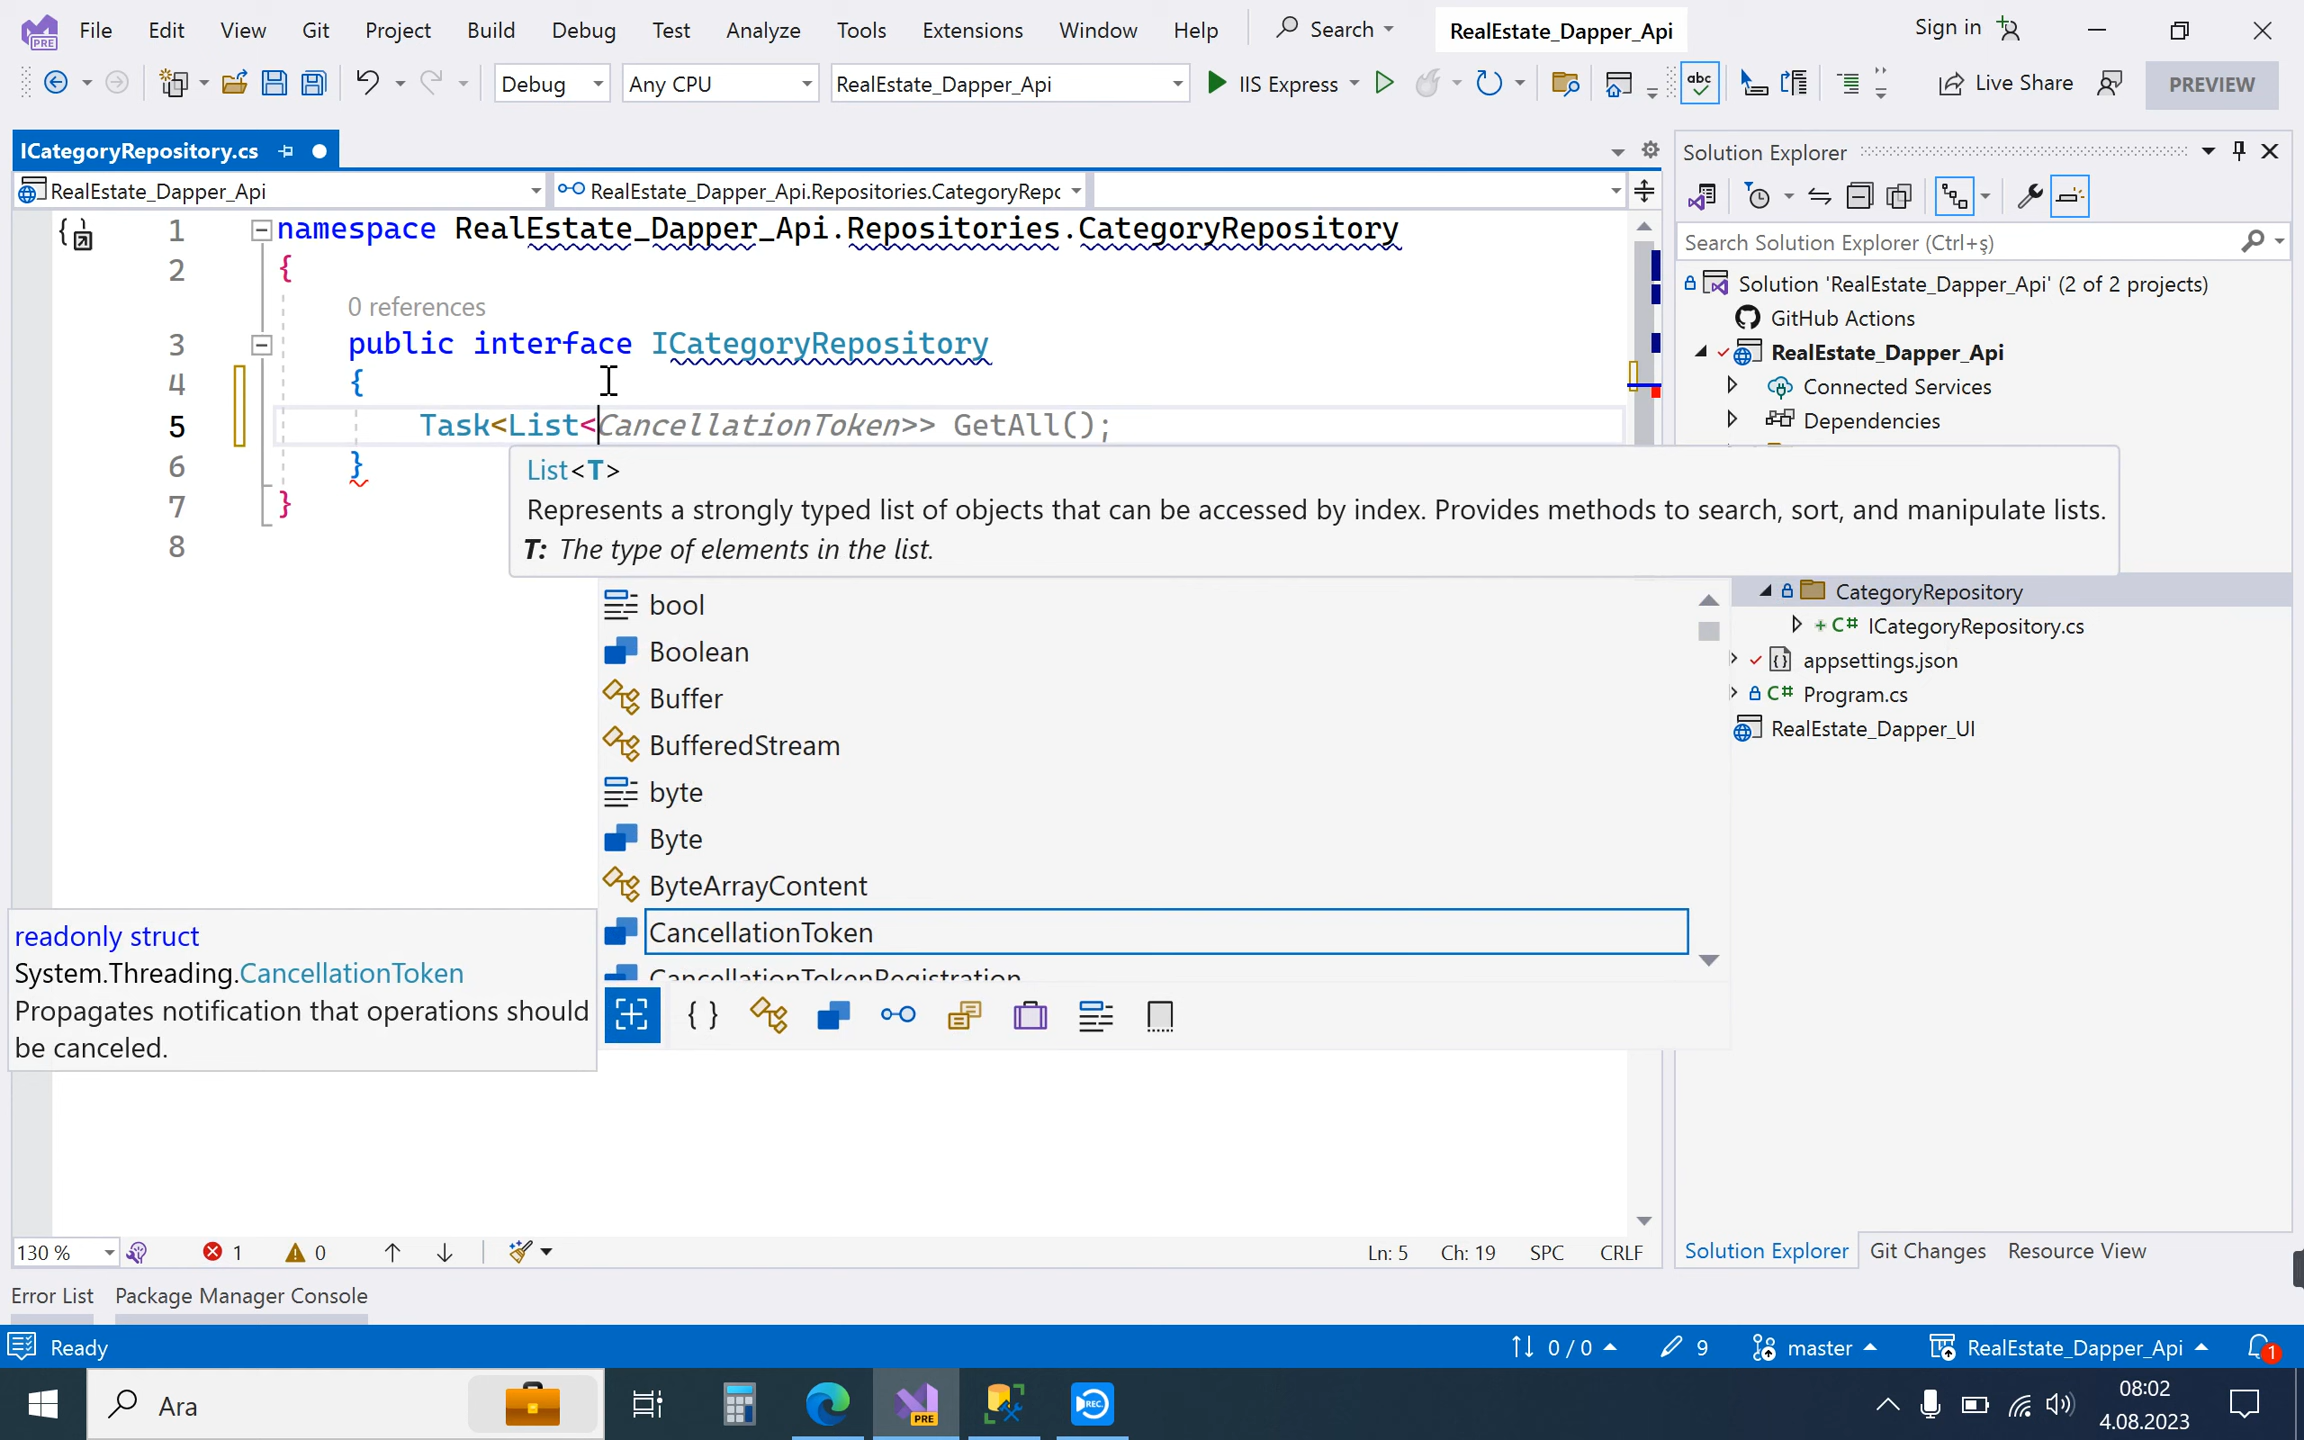 PRE File Edit View Git Project Build Debug Test Analyze Tools Extensions Window Help Search RealEstate_Dapper_Api Sign in
Debug Any CPU RealEstate_Dapper_Api IIS Express abc Live Share PREVIEW
ICategoryRepository.cs
RealEstate_Dapper_Api RealEstate_Dapper_Api.Repositories.CategoryRepc
1 namespace RealEstate_Dapper_Api.Repositories.CategoryRepository
2 {
0 references
3 public interface ICategoryRepository
4 {
5 Task<List<CancellationToken>> GetAll();
6 }
7 }
8
List<T>
Represents a strongly typed list of objects that can be accessed by index. Provides methods to search, sort, and manipulate lists.
T: The type of elements in the list.
bool
Boolean
Buffer
BufferedStream
byte
Byte
ByteArrayContent
CancellationToken
CancellationTokenRegistration
{ }
readonly struct
System.Threading.CancellationToken
Propagates notification that operations should
be canceled.
Solution Explorer
Search Solution Explorer (Ctrl+ş)
Solution 'RealEstate_Dapper_Api' (2 of 2 projects)
GitHub Actions
RealEstate_Dapper_Api
Connected Services
Dependencies
CategoryRepository
+ C# ICategoryRepository.cs
appsettings.json
C# Program.cs
RealEstate_Dapper_UI
130 % 1 0 Ln: 5 Ch: 19 SPC CRLF
Solution Explorer Git Changes Resource View
Error List Package Manager Console
Ready 0 / 0 9 master RealEstate_Dapper_Api 1
Ara PRE REC 08:02
4.08.2023